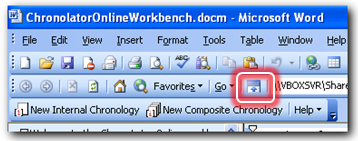 ChronolatorOnlineWorkbench.docm - Microsoft Word
File Edit View Insert Format Tools Table Window Help
Favorites Go \\VBOXSVR\Share
New Internal Chronology New Composite Chronology Help